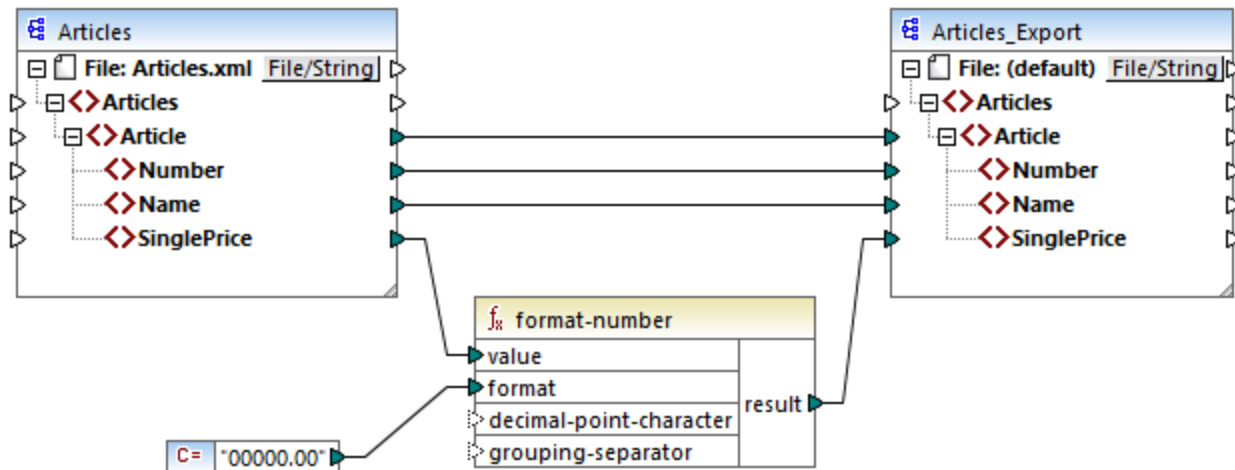 Articles
File: Articles.xml File/String
Articles
Article
Number
Name
SinglePrice
Articles_Export
File: (default) File/String
Articles
Article
Number
Name
SinglePrice
fx format-number
value
format
decimal-point-character
grouping-separator
result
C= "00000.00"